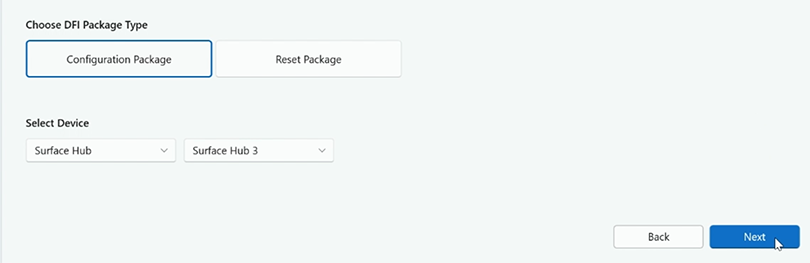 Choose DFI Package Type
Configuration Package Reset Package
Select Device
Surface Hub Surface Hub 3
Back Next